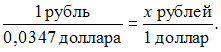 1 рубль / 0,0347 доллара = x рублей / 1 доллар.